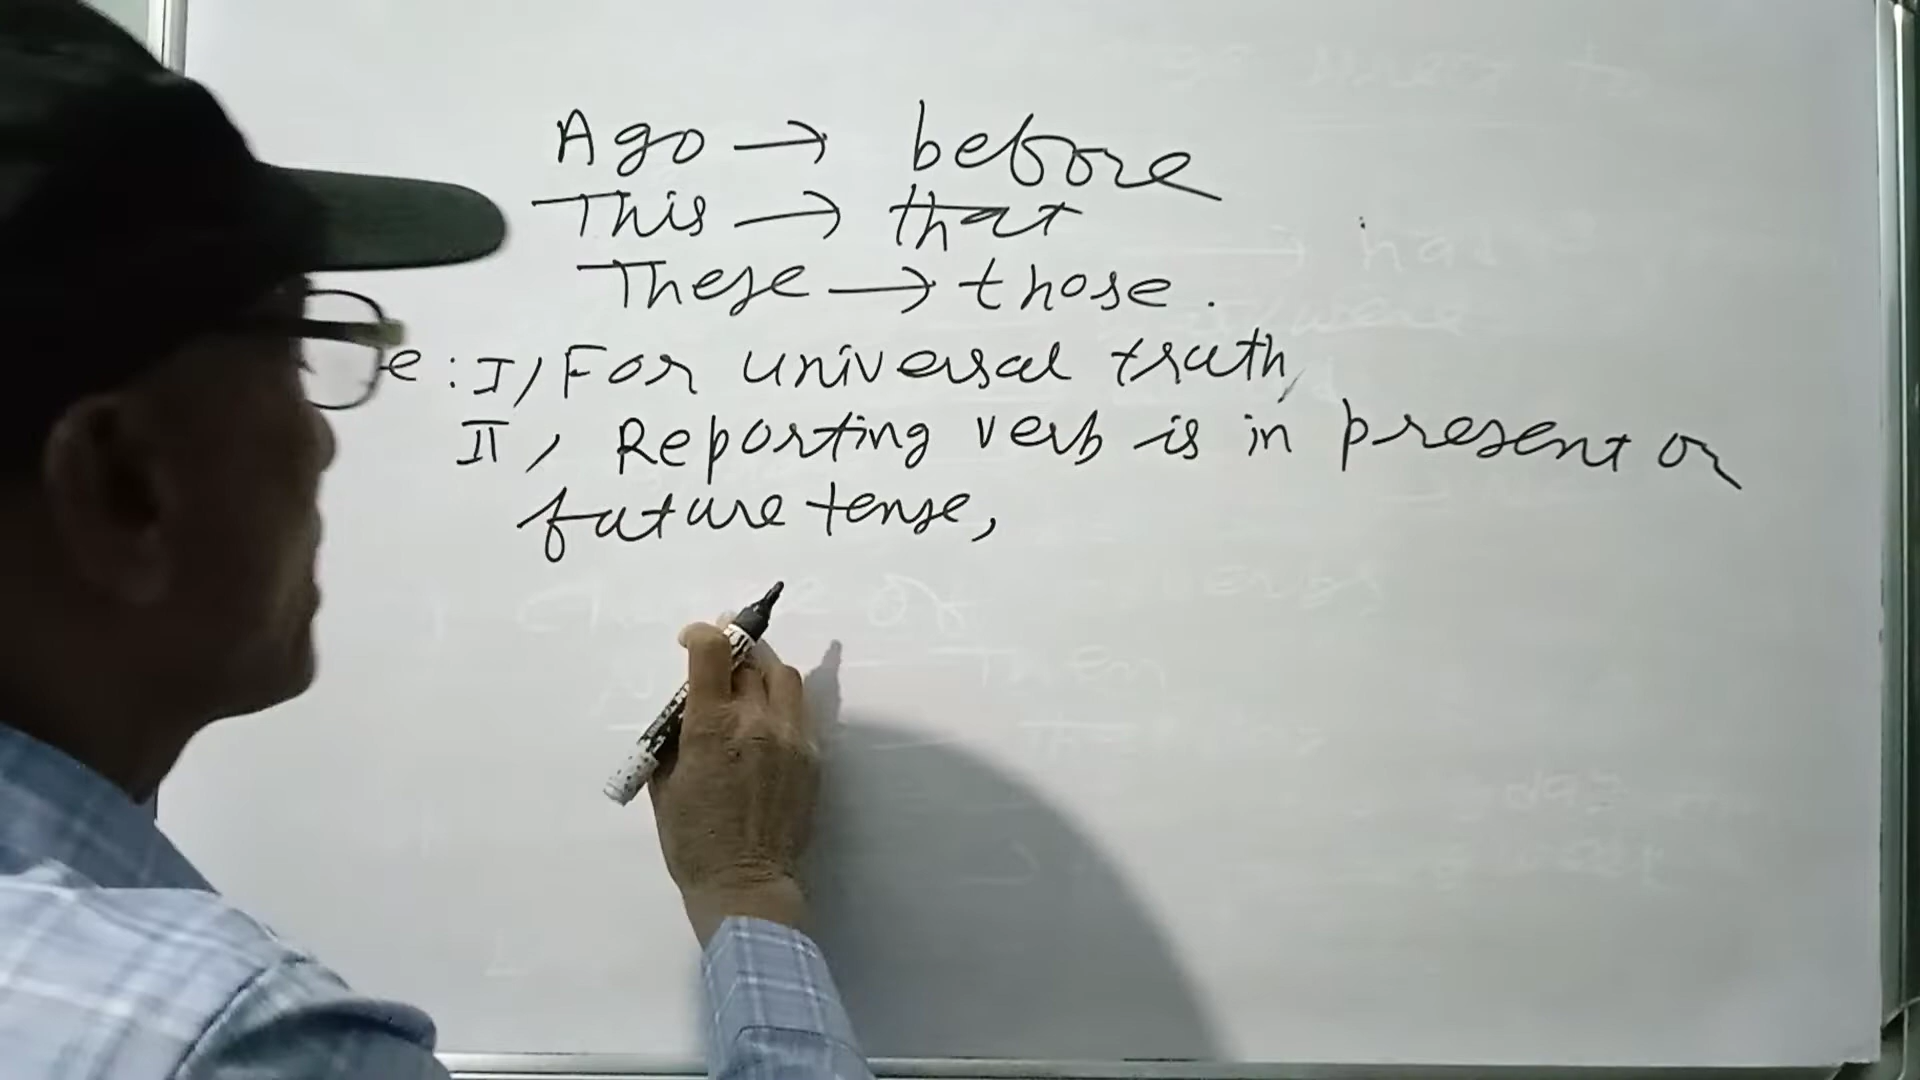 Ago → before
This → that
These → those.
e: I, For universal truth,
II, Reporting verb is in present or
future tense,